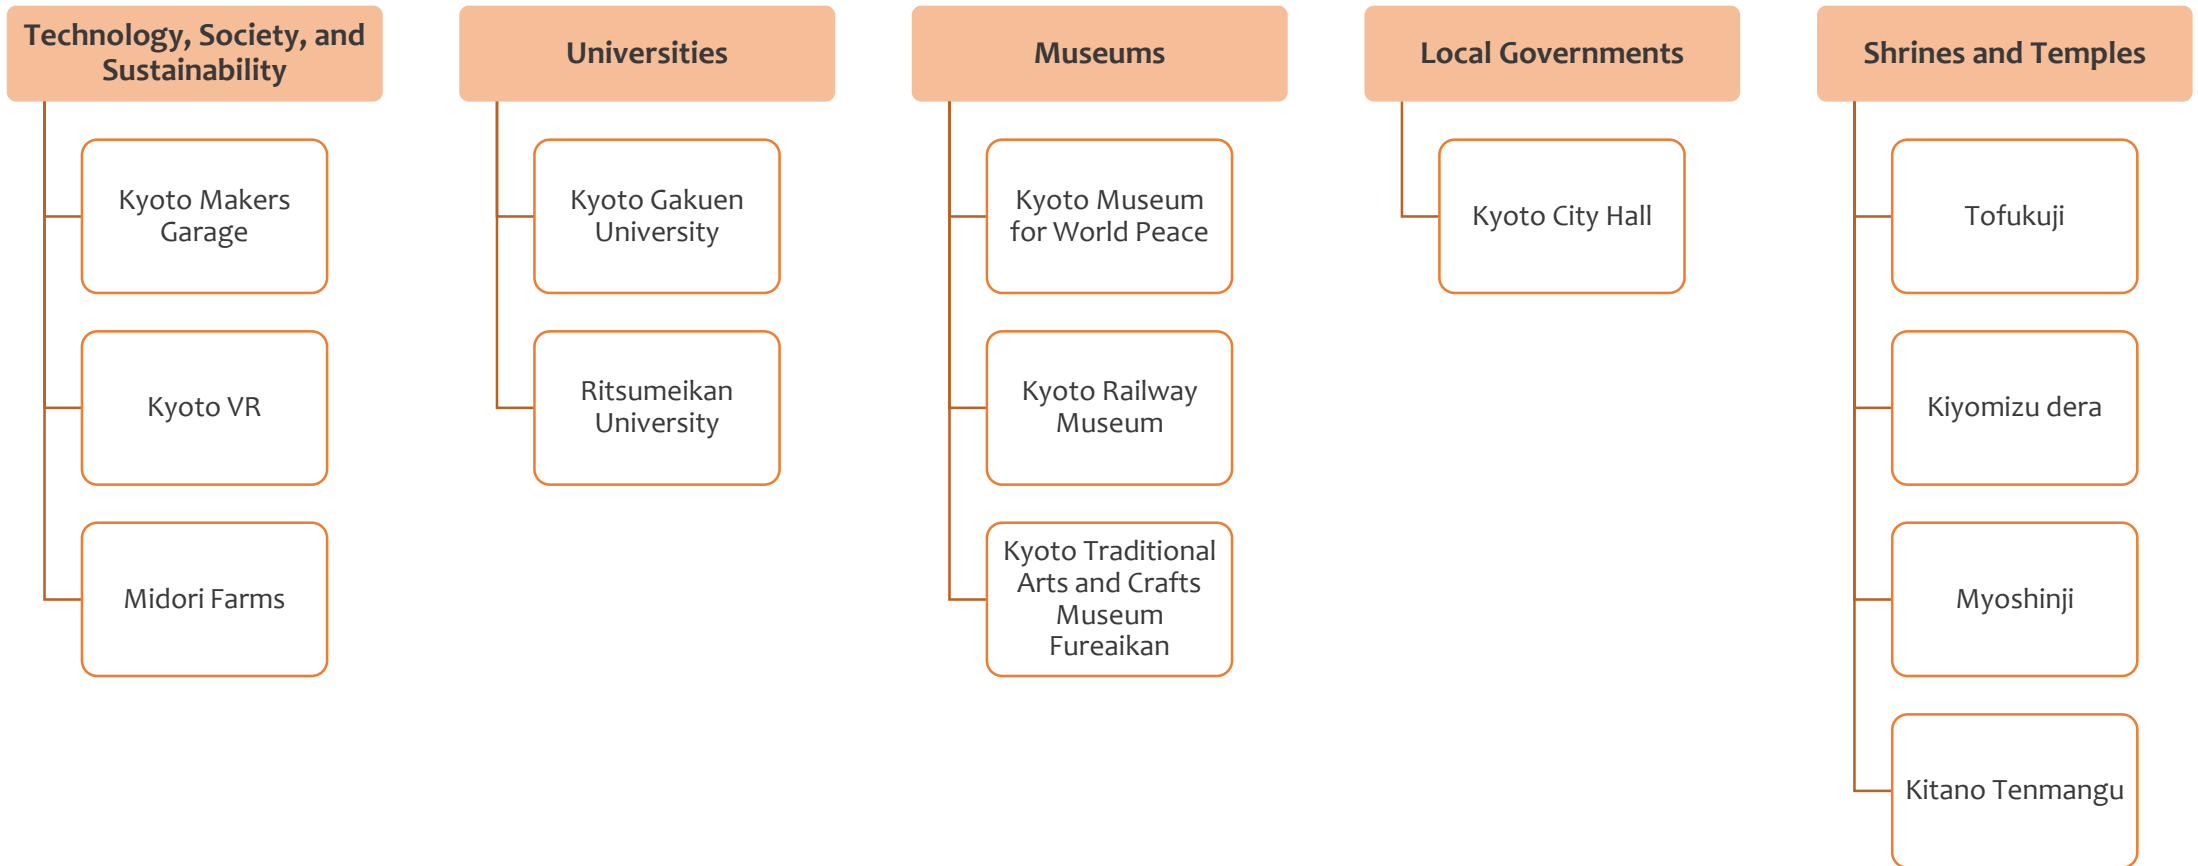 Technology, Society, and
Sustainability
Kyoto Makers
Garage
Kyoto VR
Midori Farms
Universities
Kyoto Gakuen
University
Ritsumeikan
University
Museums
Kyoto Museum
for World Peace
Kyoto Railway
Museum
Kyoto Traditional
Arts and Crafts
Museum
Fureaikan
Local Governments
Kyoto City Hall
Shrines and Temples
Tofukuji
Kiyomizu dera
Myoshinji
Kitano Tenmangu